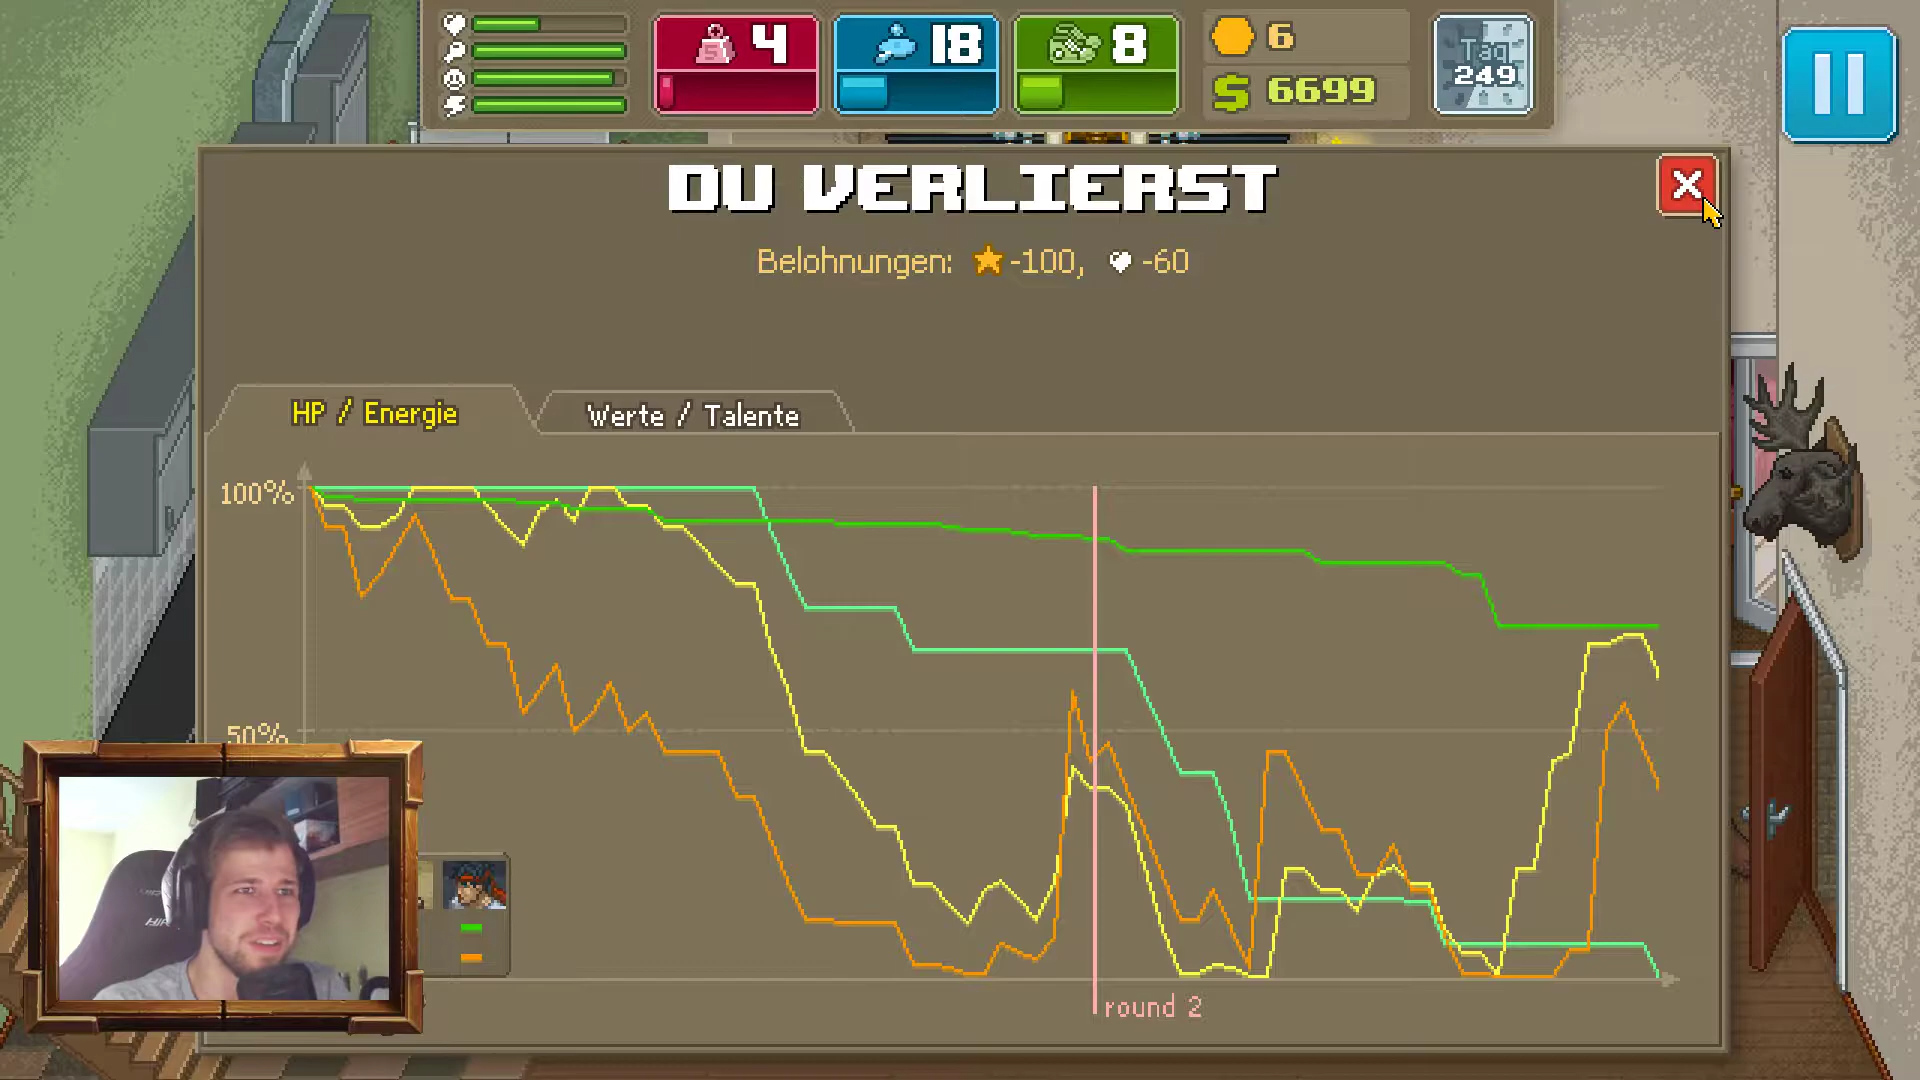 4
18
8
6
$ 6699
Tag
249
DU VERLIERST
Belohnungen: -100, -60
HP / Energie
Werte / Talente
100%
50%
round 2